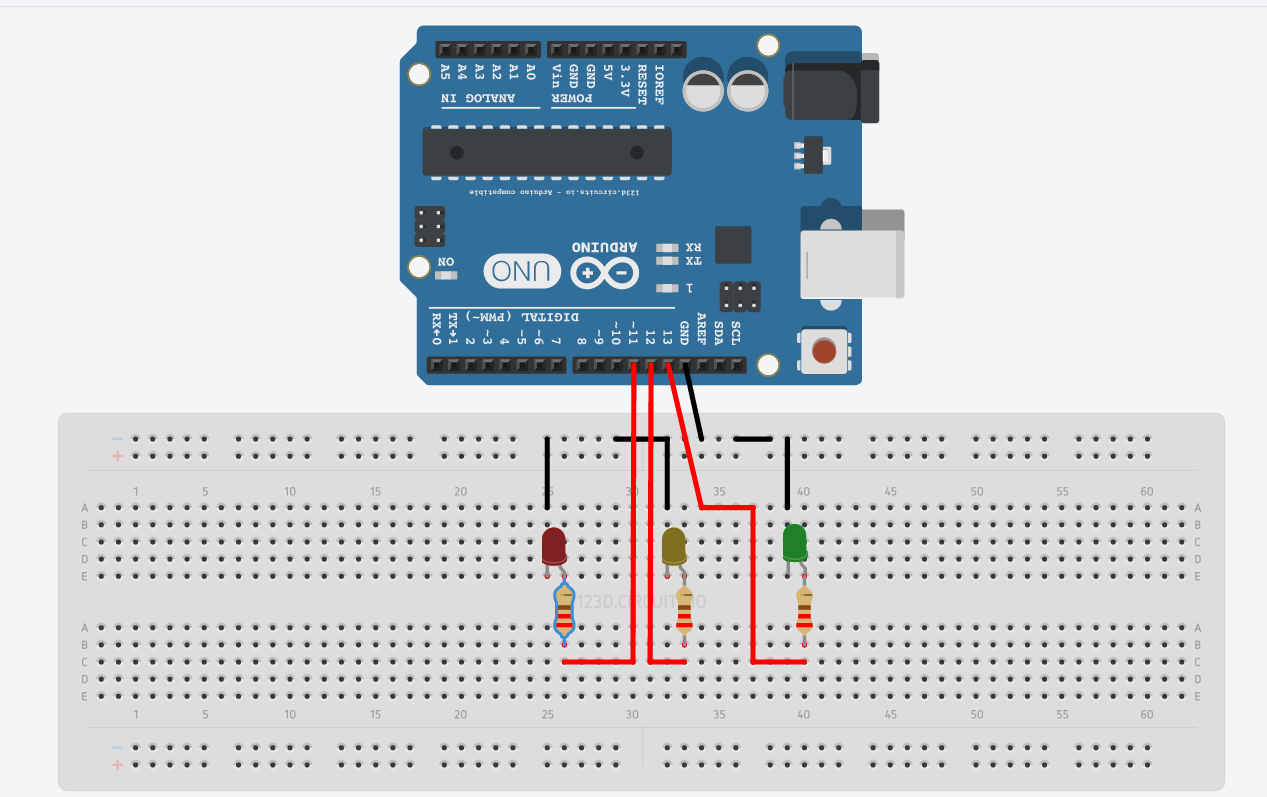 A5 A4 A3 A2 A1 A0 Vin GND GND 5V 3.3V RESET IOREF
ANALOG IN POWER
123d.circuits.io - Arduino compatible
ARDUINO
UNO
ON
RX
TX
1
DIGITAL (PWM~)
RX←0 TX→1 2 ~3 4 ~5 ~6 7 8 ~9 ~10 ~11 12 13 GND AREF SDA SCL
−
+
1 5 10 15 20 25 30 35 40 45 50 55 60
A A
B B
C C
D D
E E
123D.CIRCUITS.IO
A A
B B
C C
D D
E E
1 5 10 15 20 25 30 35 40 45 50 55 60
−
+